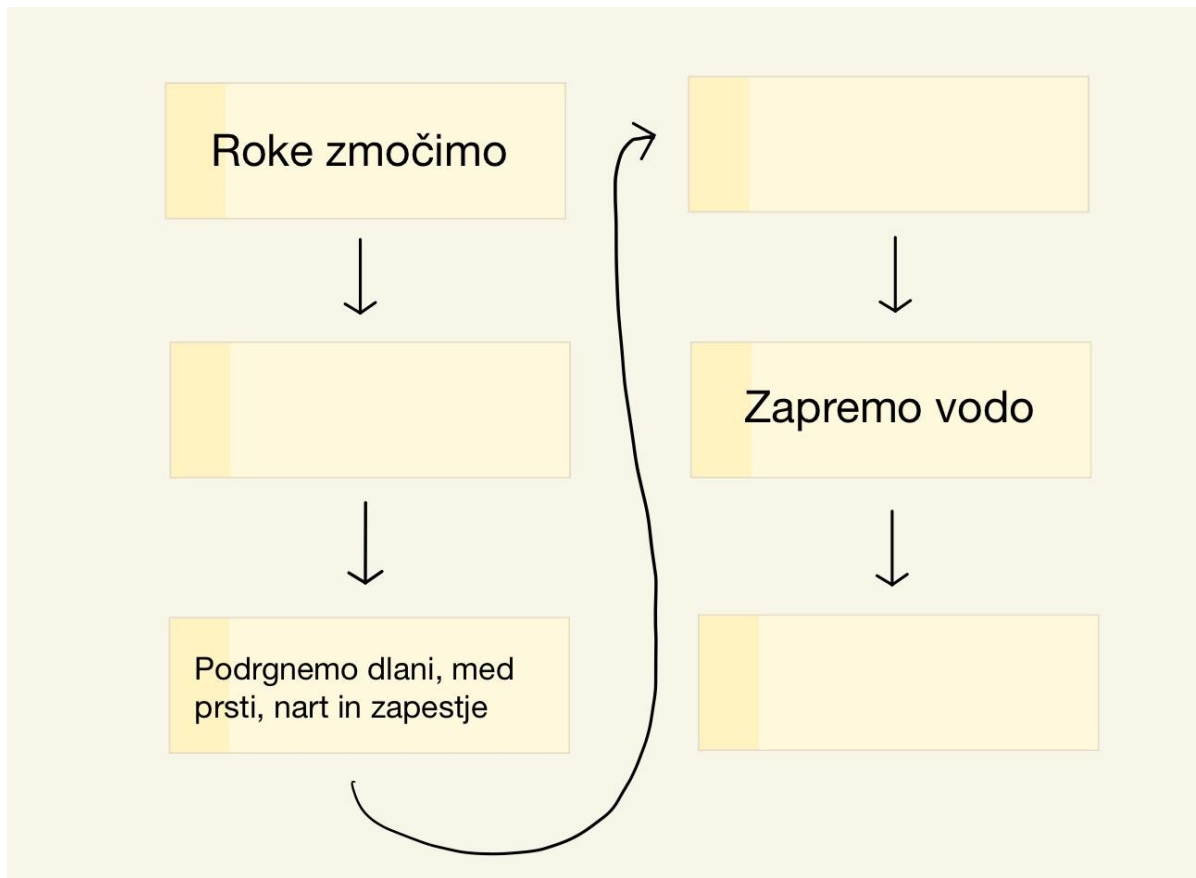 Roke zmočimo
Podrgnemo dlani, med
prsti, nart in zapestje
Zapremo vodo